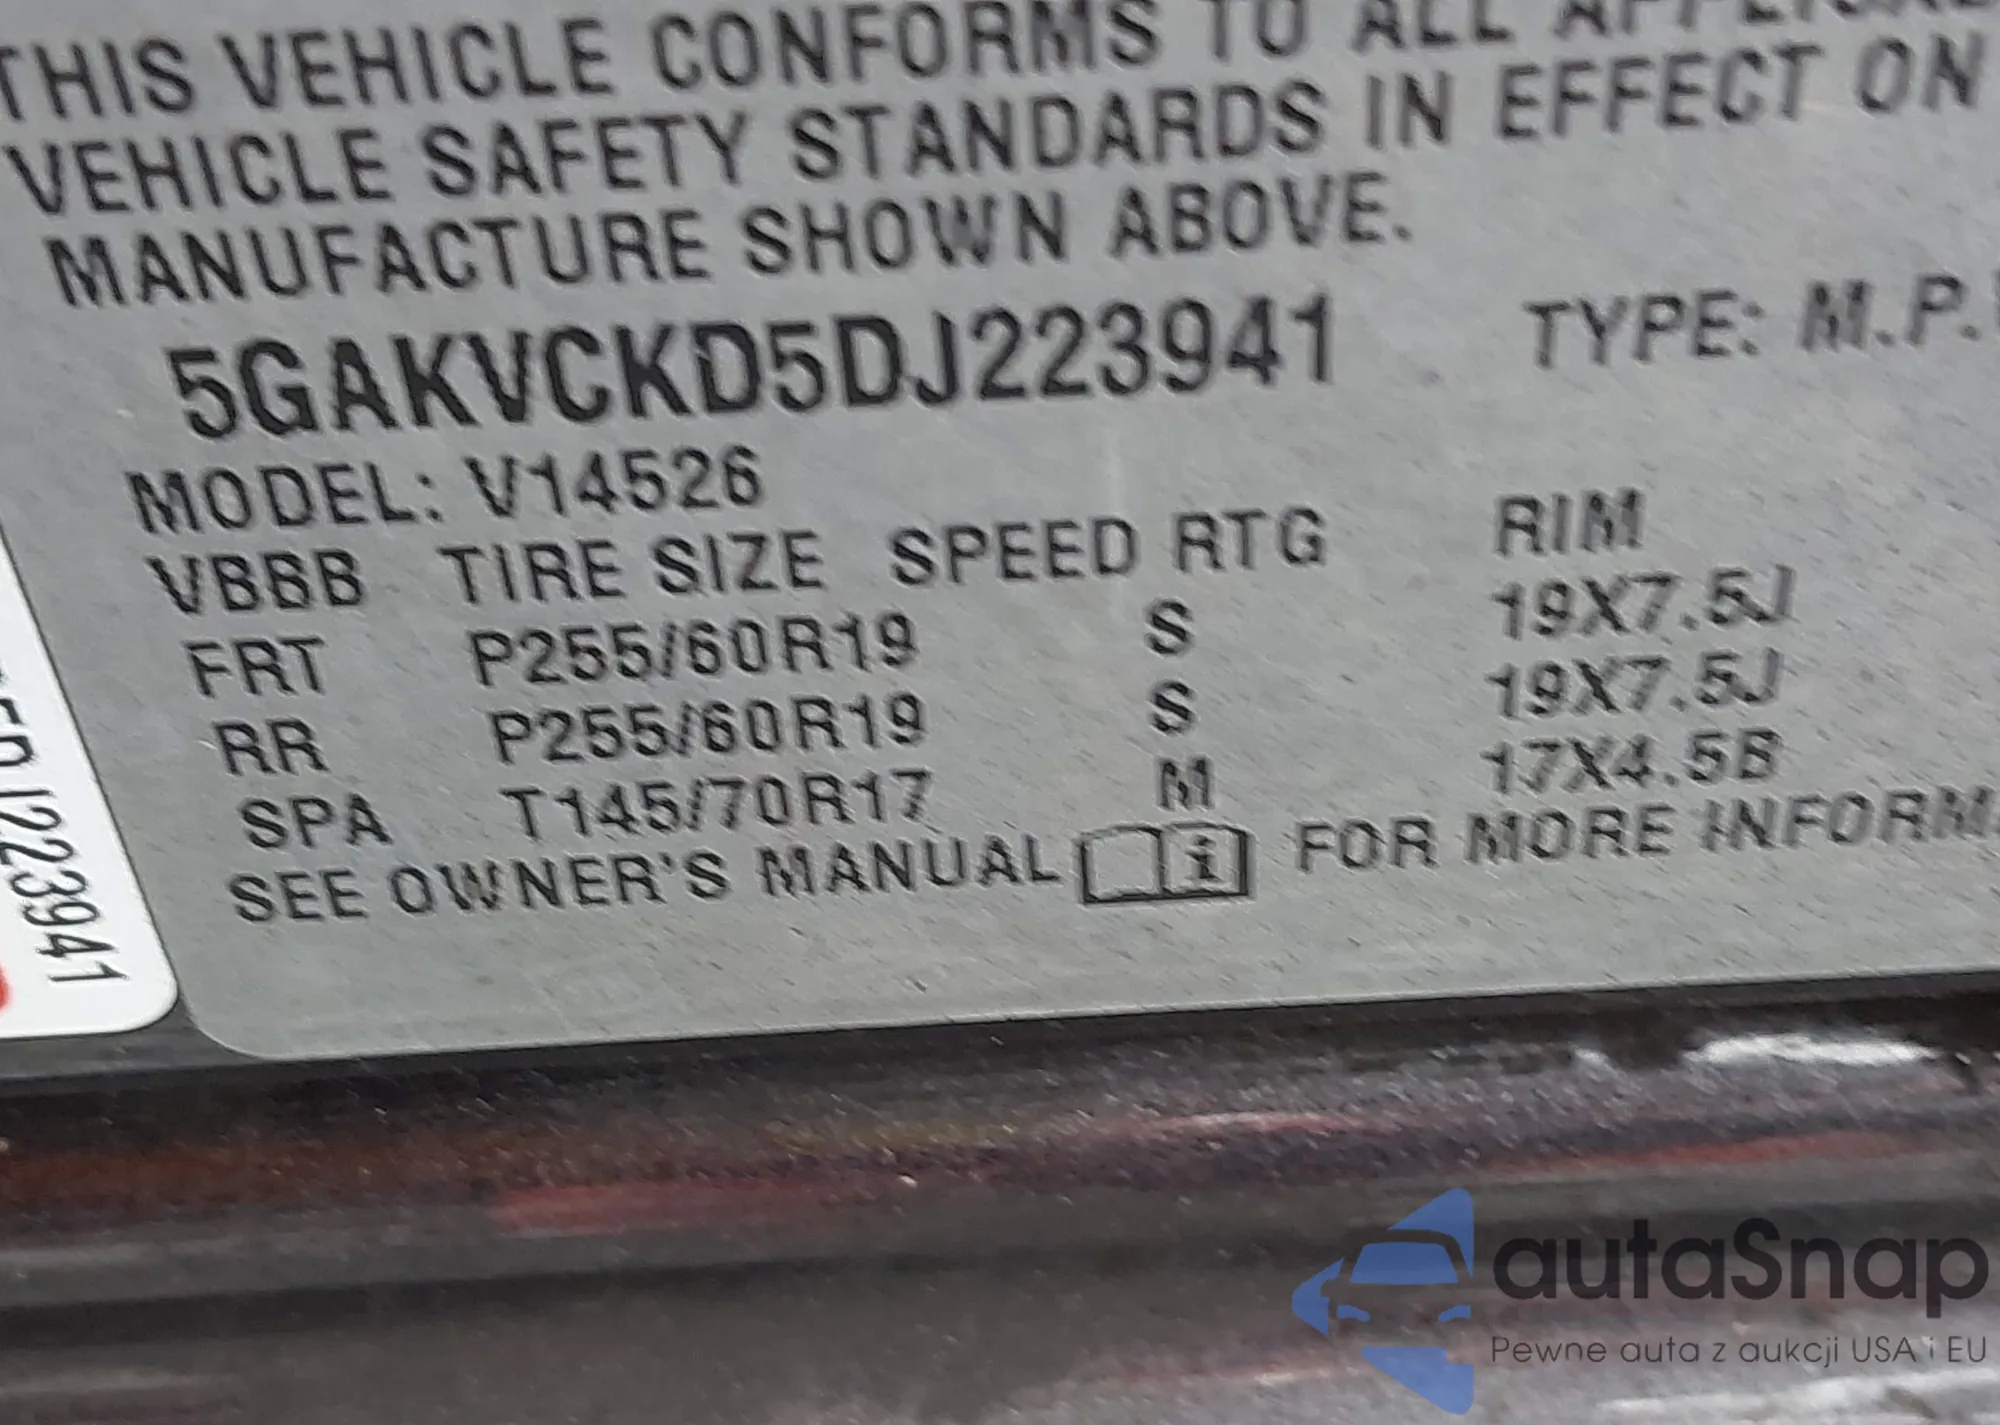 THIS VEHICLE CONFORMS TO ALL
VEHICLE SAFETY STANDARDS IN EFFECT ON
MANUFACTURE SHOWN ABOVE.
5GAKVCKD5DJ223941 TYPE: M.P.
MODEL: V14526
VBBB TIRE SIZE SPEED RTG RIM
FRT P255/60R19 S 19X7.5J
RR P255/60R19 S 19X7.5J
SPA T145/70R17 M 17X4.5B
SEE OWNER'S MANUAL i FOR MORE INFORMA
J223941
autaSnap
Pewne auta z aukcji USA i EU